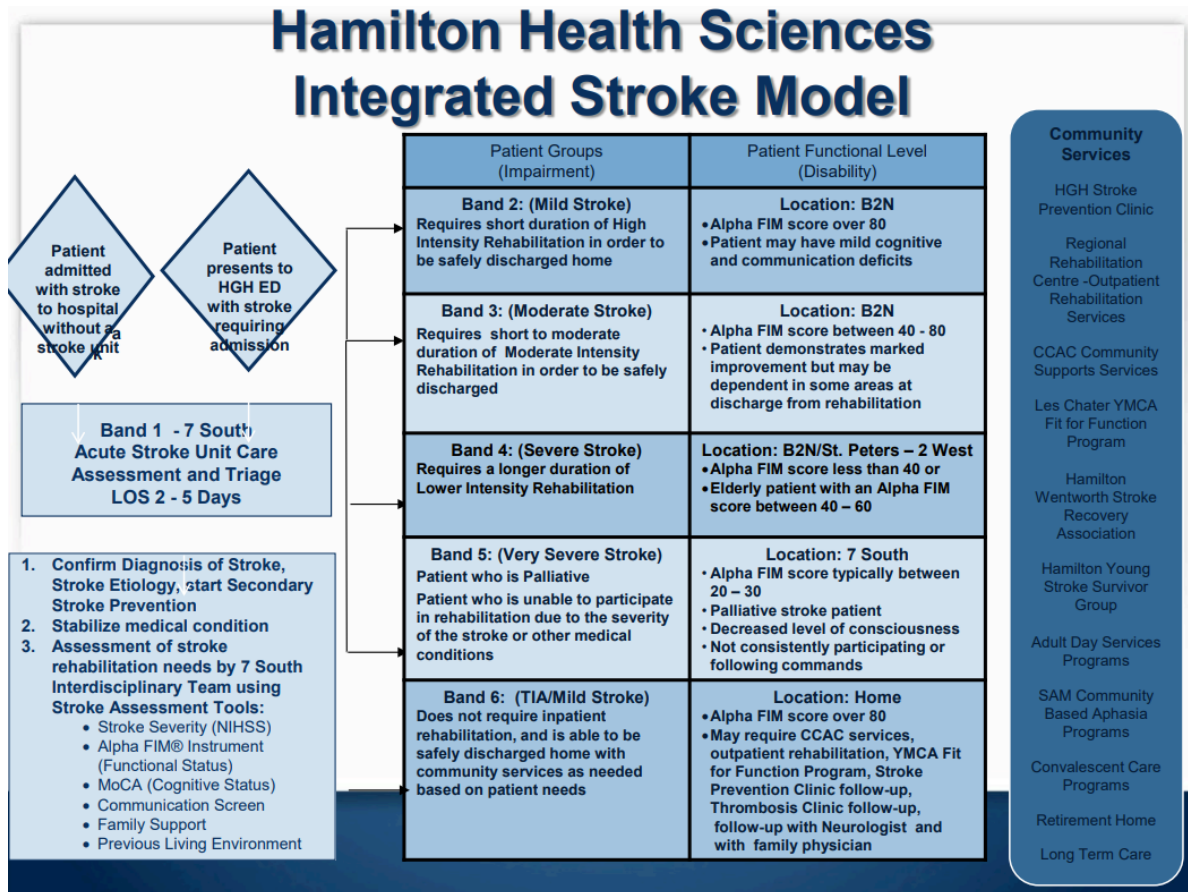 Hamilton Health Sciences
Integrated Stroke Model
Patient
admitted
with stroke
to hospital
without a
stroke unit
Patient
presents to
HGH ED
with stroke
requiring
admission
Band 1 - 7 South
Acute Stroke Unit Care
Assessment and Triage
LOS 2 - 5 Days
1. Confirm Diagnosis of Stroke,
Stroke Etiology, start Secondary
Stroke Prevention
2. Stabilize medical condition
3. Assessment of stroke
rehabilitation needs by 7 South
Interdisciplinary Team using
Stroke Assessment Tools:
• Stroke Severity (NIHSS)
• Alpha FIM® Instrument
(Functional Status)
• MoCA (Cognitive Status)
• Communication Screen
• Family Support
• Previous Living Environment
Patient Groups
(Impairment)
Patient Functional Level
(Disability)
Band 2: (Mild Stroke)
Requires short duration of High
Intensity Rehabilitation in order to
be safely discharged home
Location: B2N
•Alpha FIM score over 80
•Patient may have mild cognitive
and communication deficits
Band 3: (Moderate Stroke)
Requires short to moderate
duration of Moderate Intensity
Rehabilitation in order to be safely
discharged
Location: B2N
• Alpha FIM score between 40 - 80
• Patient demonstrates marked
improvement but may be
dependent in some areas at
discharge from rehabilitation
Band 4: (Severe Stroke)
Requires a longer duration of
Lower Intensity Rehabilitation
Location: B2N/St. Peters – 2 West
•Alpha FIM score less than 40 or
•Elderly patient with an Alpha FIM
score between 40 – 60
Band 5: (Very Severe Stroke)
Patient who is Palliative
Patient who is unable to participate
in rehabilitation due to the severity
of the stroke or other medical
conditions
Location: 7 South
• Alpha FIM score typically between
20 – 30
• Palliative stroke patient
• Decreased level of consciousness
• Not consistently participating or
following commands
Band 6: (TIA/Mild Stroke)
Does not require inpatient
rehabilitation, and is able to be
safely discharged home with
community services as needed
based on patient needs
Location: Home
•Alpha FIM score over 80
•May require CCAC services,
outpatient rehabilitation, YMCA Fit
for Function Program, Stroke
Prevention Clinic follow-up,
Thrombosis Clinic follow-up,
follow-up with Neurologist and
with family physician
Community
Services
HGH Stroke
Prevention Clinic
Regional
Rehabilitation
Centre -Outpatient
Rehabilitation
Services
CCAC Community
Supports Services
Les Chater YMCA
Fit for Function
Program
Hamilton
Wentworth Stroke
Recovery
Association
Hamilton Young
Stroke Survivor
Group
Adult Day Services
Programs
SAM Community
Based Aphasia
Programs
Convalescent Care
Programs
Retirement Home
Long Term Care